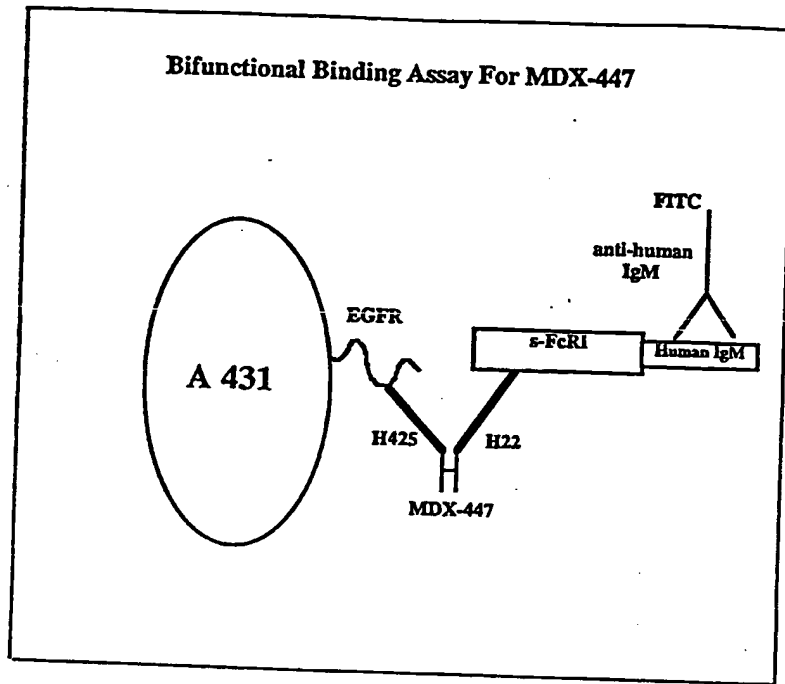 Bifunctional Binding Assay For MDX-447
FITC
anti-human
IgM
EGFR
s-FcRI
Human IgM
A 431
H425
H22
MDX-447